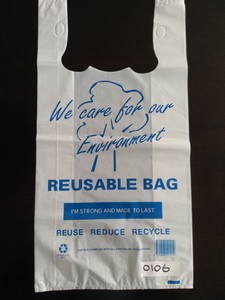 We care for our
Environment
REUSABLE BAG
I'M STRONG AND MADE TO LAST
REUSE REDUCE RECYCLE
0106